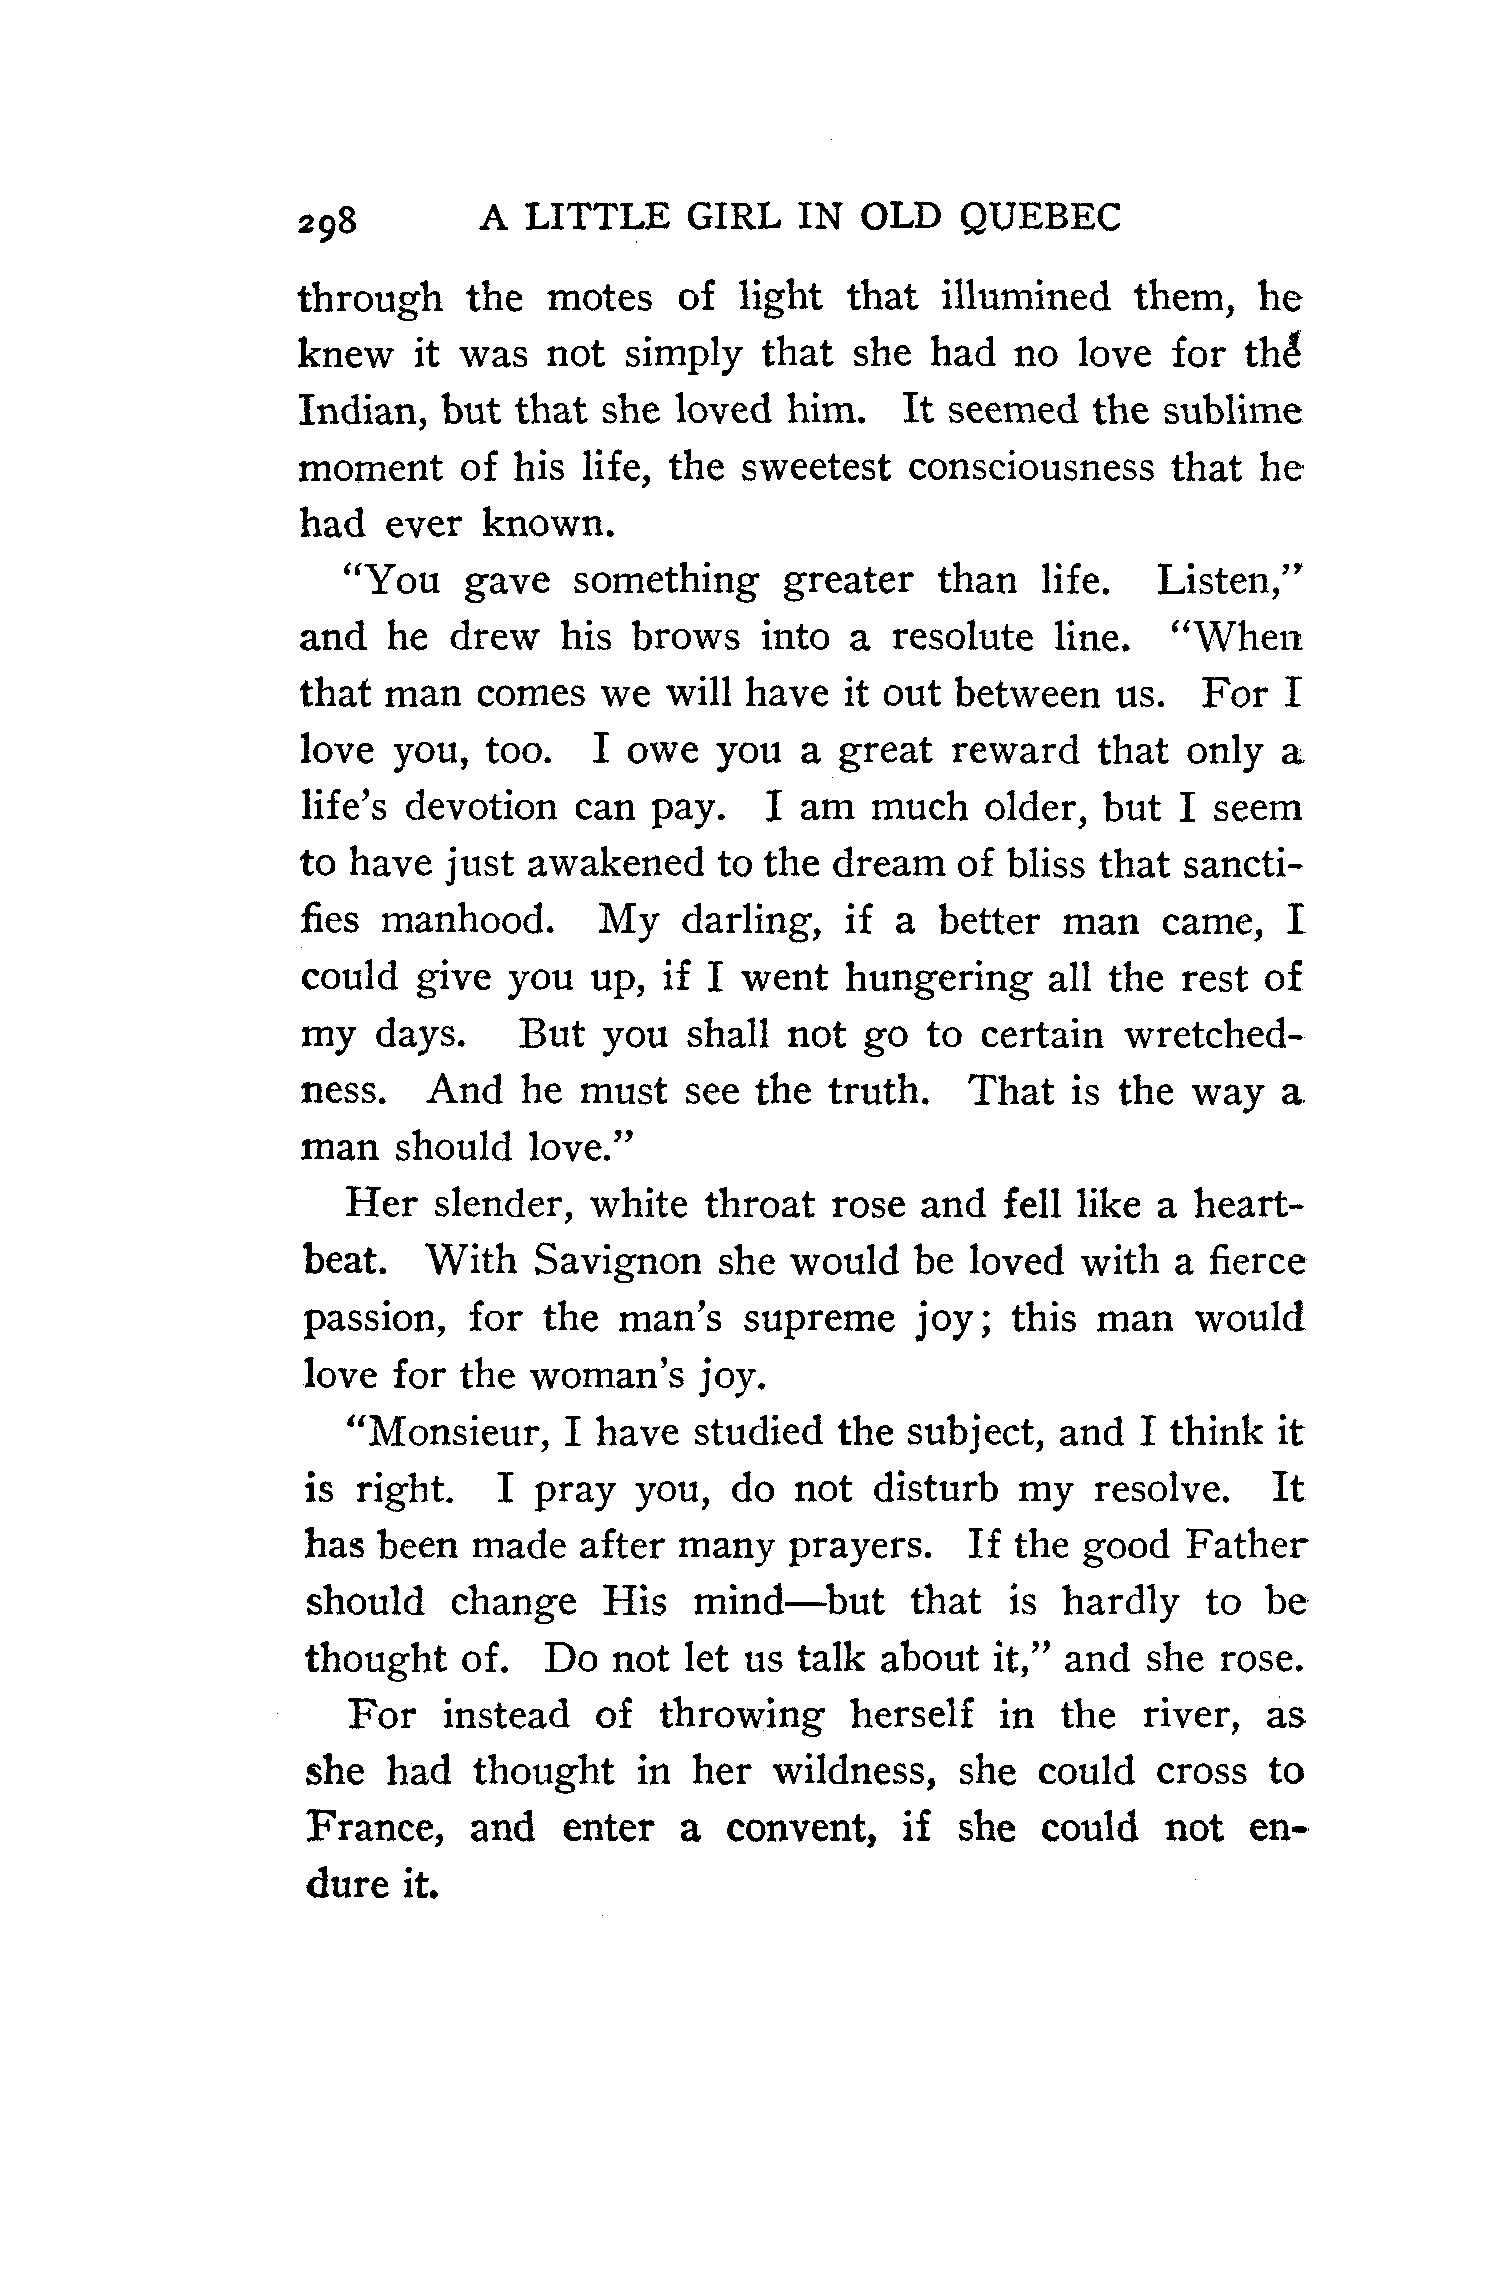 298 A LITTLE GIRL IN OLD QUEBEC
through the motes of light that illumined them, he
knew it was not simply that she had no love for the
Indian, but that she loved him. It seemed the sublime
moment of his life, the sweetest consciousness that he
had ever known.
"You gave something greater than life. Listen,"
and he drew his brows into a resolute line. "When
that man comes we will have it out between us. For I
love you, too. I owe you a great reward that only a
life's devotion can pay. I am much older, but I seem
to have just awakened to the dream of bliss that sancti-
fies manhood. My darling, if a better man came, I
could give you up, if I went hungering all the rest of
my days. But you shall not go to certain wretched-
ness. And he must see the truth. That is the way a
man should love."
Her slender, white throat rose and fell like a heart-
beat. With Savignon she would be loved with a fierce
passion, for the man's supreme joy; this man would
love for the woman's joy.
"Monsieur, I have studied the subject, and I think it
is right. I pray you, do not disturb my resolve. It
has been made after many prayers. If the good Father
should change His mind—but that is hardly to be
thought of. Do not let us talk about it," and she rose.
For instead of throwing herself in the river, as
she had thought in her wildness, she could cross to
France, and enter a convent, if she could not en-
dure it.